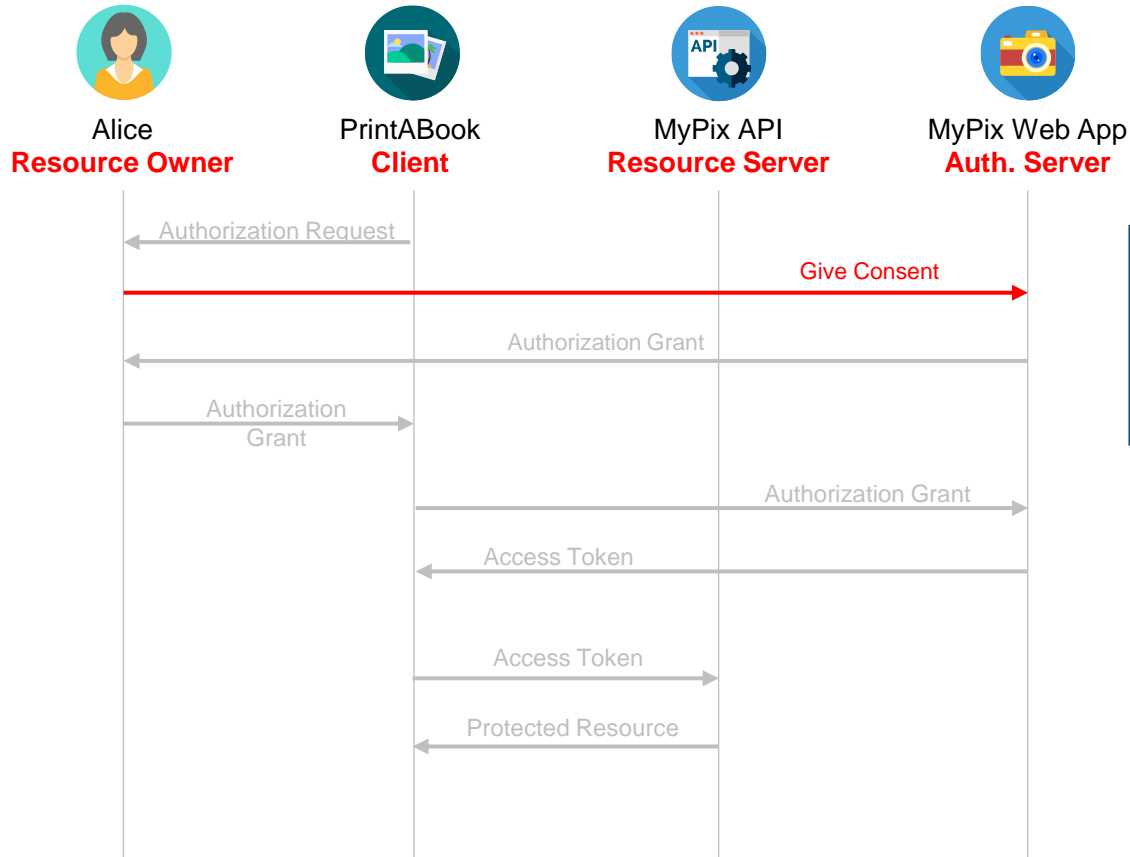 API
Alice
Resource Owner
PrintABook
Client
MyPix API
Resource Server
MyPix Web App
Auth. Server
Authorization Request
Give Consent
Authorization Grant
Authorization
Grant
Authorization Grant
Access Token
Access Token
Protected Resource